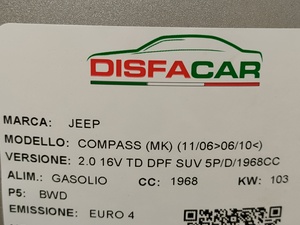 DISFACAR
MARCA: JEEP
MODELLO: COMPASS (MK) (11/06>06/10<)
VERSIONE: 2.0 16V TD DPF SUV 5P/D/1968CC
ALIM.: GASOLIO CC: 1968 KW: 103
P5: BWD
EMISSIONE: EURO 4